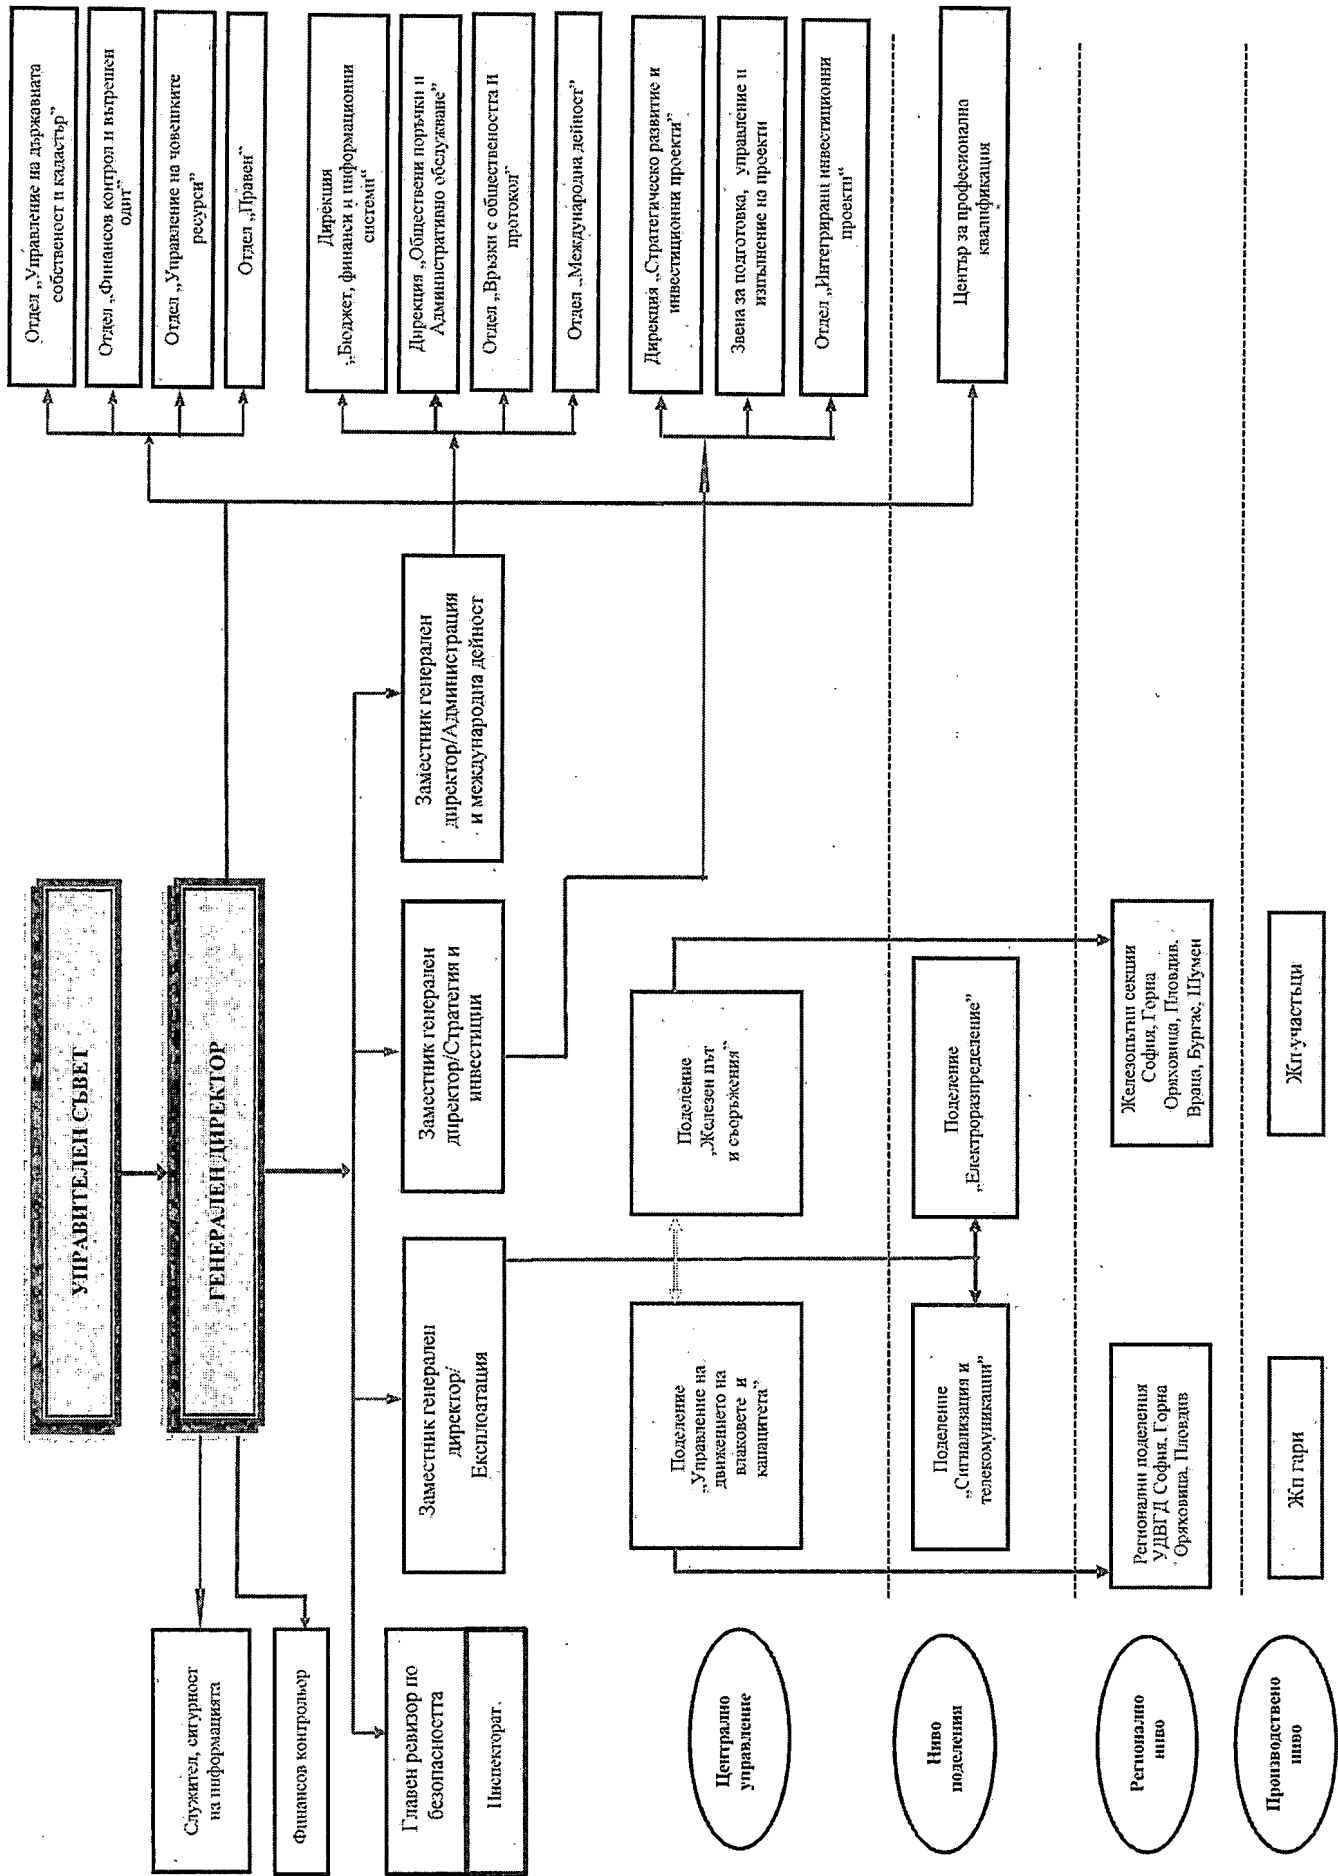 УПРАВИТЕЛЕН СЪВЕТ
ГЕНЕРАЛЕН ДИРЕКТОР
Служител, сигурност
на информацията
Финансов контрольор
Главен ревизор по
безопасността
Инспекторат
Заместник генерален
директор/
Експлоатация
Заместник генерален
директор/Стратегия и
инвестиции
Заместник генерален
директор/Администрация
и международна дейност
Отдел „Управление на държавната
собственост и кадастър”
Отдел „Финансов контрол и вътрешен
одит”
Отдел „Управление на човешките
ресурси”
Отдел „Правен”
Дирекция
„Бюджет, финанси и информационни
системи“
Дирекция „Обществени поръчки и
Административно обслужване”
Отдел „Връзки с обществеността и
протокол”
Отдел „Международна дейност”
Дирекция „Стратегическо развитие и
инвестиционни проекти”
Звена за подготовка, управление и
изпълнение на проекти
Отдел „Интегрирани инвестиционни
проекти“
Централно
управление
Поделение
„Управление на
движението на
влаковете и
капацитета”
Поделение
„Железен път
и съоръжения”
Ниво
поделения
Поделение
„Сигнализация и
телекомуникации”
Поделение
„Електроразпределение”
Център за професионална
квалификация
Регионално
ниво
Регионални поделения
УДВГД София, Горна
Оряховица, Пловдив
Железопътни секции
София, Горна
Оряховица, Пловдив,
Враца, Бургас, Шумен
Производствено
ниво
Жп гари
Жп участъци